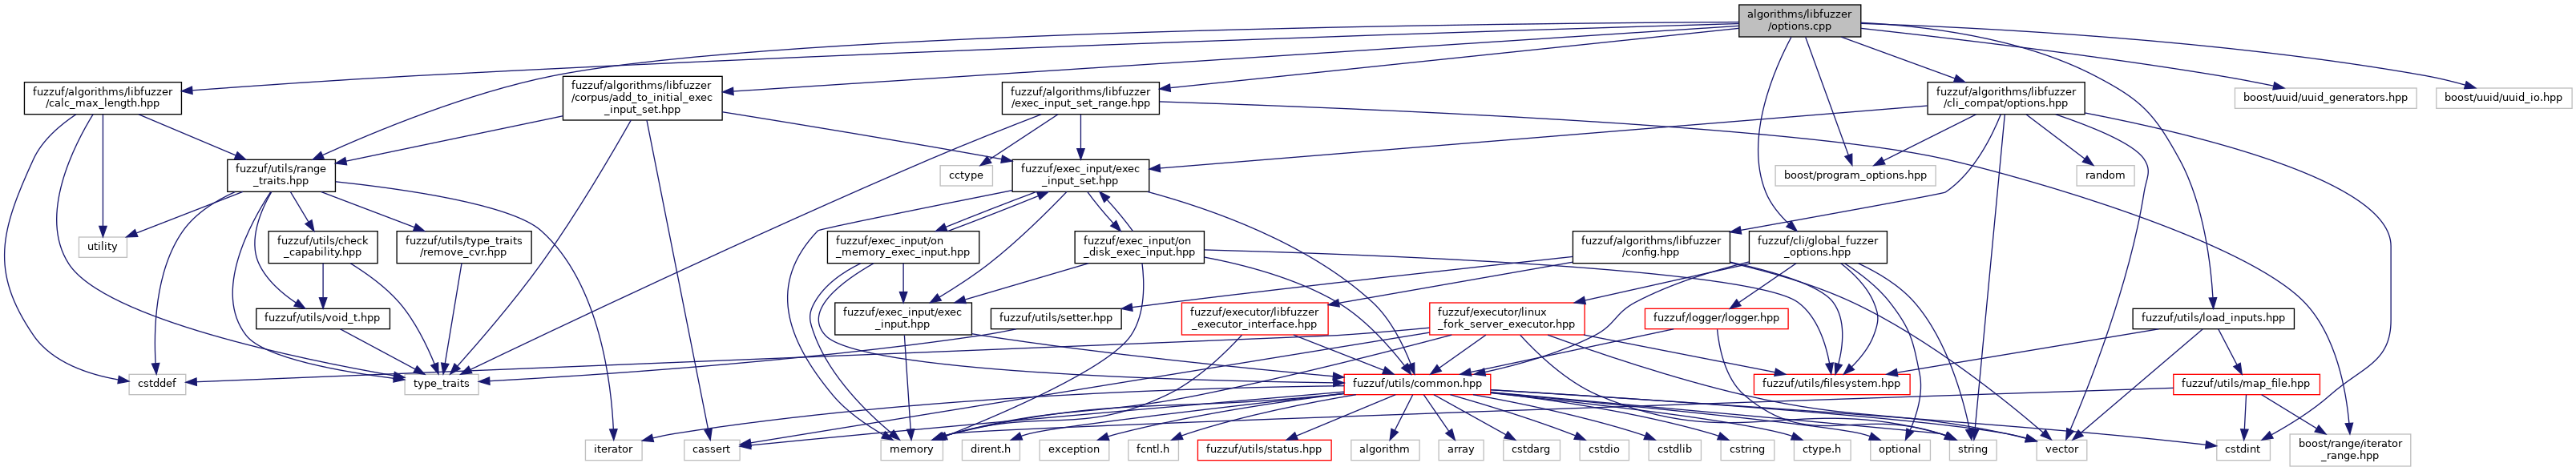 algorithms/libfuzzer
/options.cpp
fuzzuf/algorithms/libfuzzer
/calc_max_length.hpp
fuzzuf/algorithms/libfuzzer
/corpus/add_to_initial_exec
_input_set.hpp
fuzzuf/algorithms/libfuzzer
/exec_input_set_range.hpp
fuzzuf/algorithms/libfuzzer
/cli_compat/options.hpp
boost/uuid/uuid_generators.hpp
boost/uuid/uuid_io.hpp
fuzzuf/utils/range
_traits.hpp
cctype
fuzzuf/exec_input/exec
_input_set.hpp
boost/program_options.hpp
random
utility
fuzzuf/utils/check
_capability.hpp
fuzzuf/utils/type_traits
/remove_cvr.hpp
fuzzuf/exec_input/on
_memory_exec_input.hpp
fuzzuf/exec_input/on
_disk_exec_input.hpp
fuzzuf/algorithms/libfuzzer
/config.hpp
fuzzuf/cli/global_fuzzer
_options.hpp
fuzzuf/utils/void_t.hpp
fuzzuf/exec_input/exec
_input.hpp
fuzzuf/utils/setter.hpp
fuzzuf/executor/libfuzzer
_executor_interface.hpp
fuzzuf/executor/linux
_fork_server_executor.hpp
fuzzuf/logger/logger.hpp
fuzzuf/utils/load_inputs.hpp
cstddef
type_traits
fuzzuf/utils/common.hpp
fuzzuf/utils/filesystem.hpp
fuzzuf/utils/map_file.hpp
iterator
cassert
memory
dirent.h
exception
fcntl.h
fuzzuf/utils/status.hpp
algorithm
array
cstdarg
cstdio
cstdlib
cstring
ctype.h
optional
string
vector
cstdint
boost/range/iterator
_range.hpp